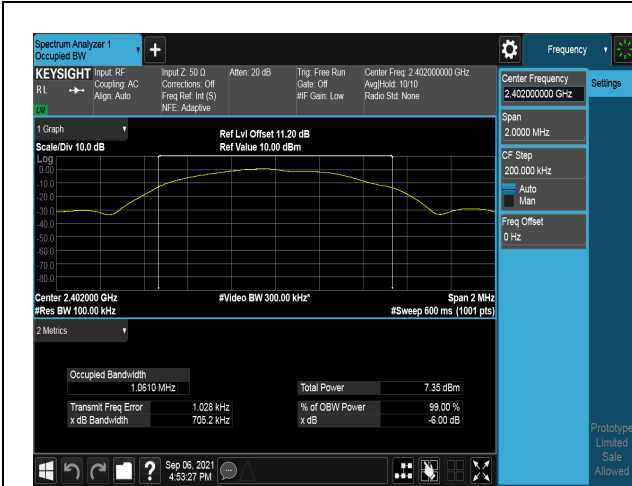 Spectrum Analyzer 1
Occupied BW
Frequency
KEYSIGHT
R L
LXI
Input: RF
Coupling: AC
Align: Auto
Input Z: 50 Ω
Corrections: Off
Freq Ref: Int (S)
NFE: Adaptive
Atten: 20 dB
Trig: Free Run
Gate: Off
#IF Gain: Low
Center Freq: 2.402000000 GHz
Avg|Hold: 10/10
Radio Std: None
Center Frequency
2.402000000 GHz
Settings
Span
2.0000 MHz
CF Step
200.000 kHz
Auto
Man
Freq Offset
0 Hz
1 Graph
Scale/Div 10.0 dB
Ref Lvl Offset 11.20 dB
Ref Value 10.00 dBm
Log
0.00
-10.0
-20.0
-30.0
-40.0
-50.0
-60.0
-70.0
-80.0
Center 2.402000 GHz
#Video BW 300.00 kHz*
Span 2 MHz
#Res BW 100.00 kHz
#Sweep 600 ms (1001 pts)
2 Metrics
Occupied Bandwidth
1.0610 MHz
Total Power 7.35 dBm
Transmit Freq Error 1.028 kHz
% of OBW Power 99.00 %
x dB Bandwidth 705.2 kHz
x dB -6.00 dB
Prototype
Limited
Sale
Allowed
Sep 06, 2021
4:53:27 PM